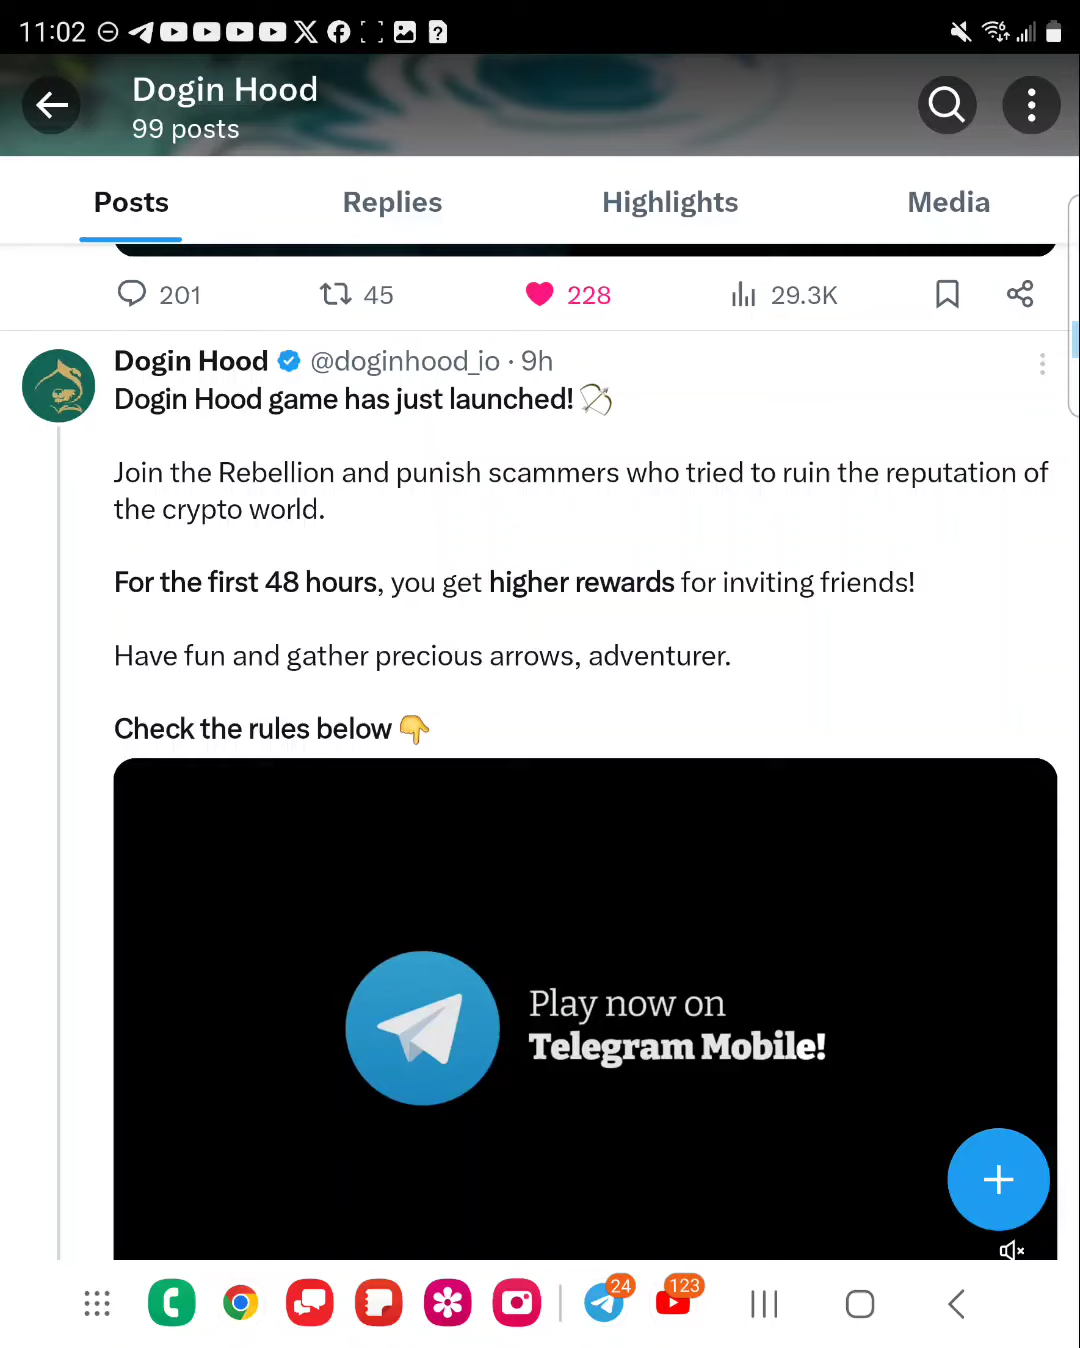 11:02
Dogin Hood
99 posts
Posts Replies Highlights Media
201 45 228 29.3K
Dogin Hood @doginhood_io · 9h
Dogin Hood game has just launched! 🏹
Join the Rebellion and punish scammers who tried to ruin the reputation of
the crypto world.
For the first 48 hours, you get higher rewards for inviting friends!
Have fun and gather precious arrows, adventurer.
Check the rules below 👇
Play now on
Telegram Mobile!
24 123